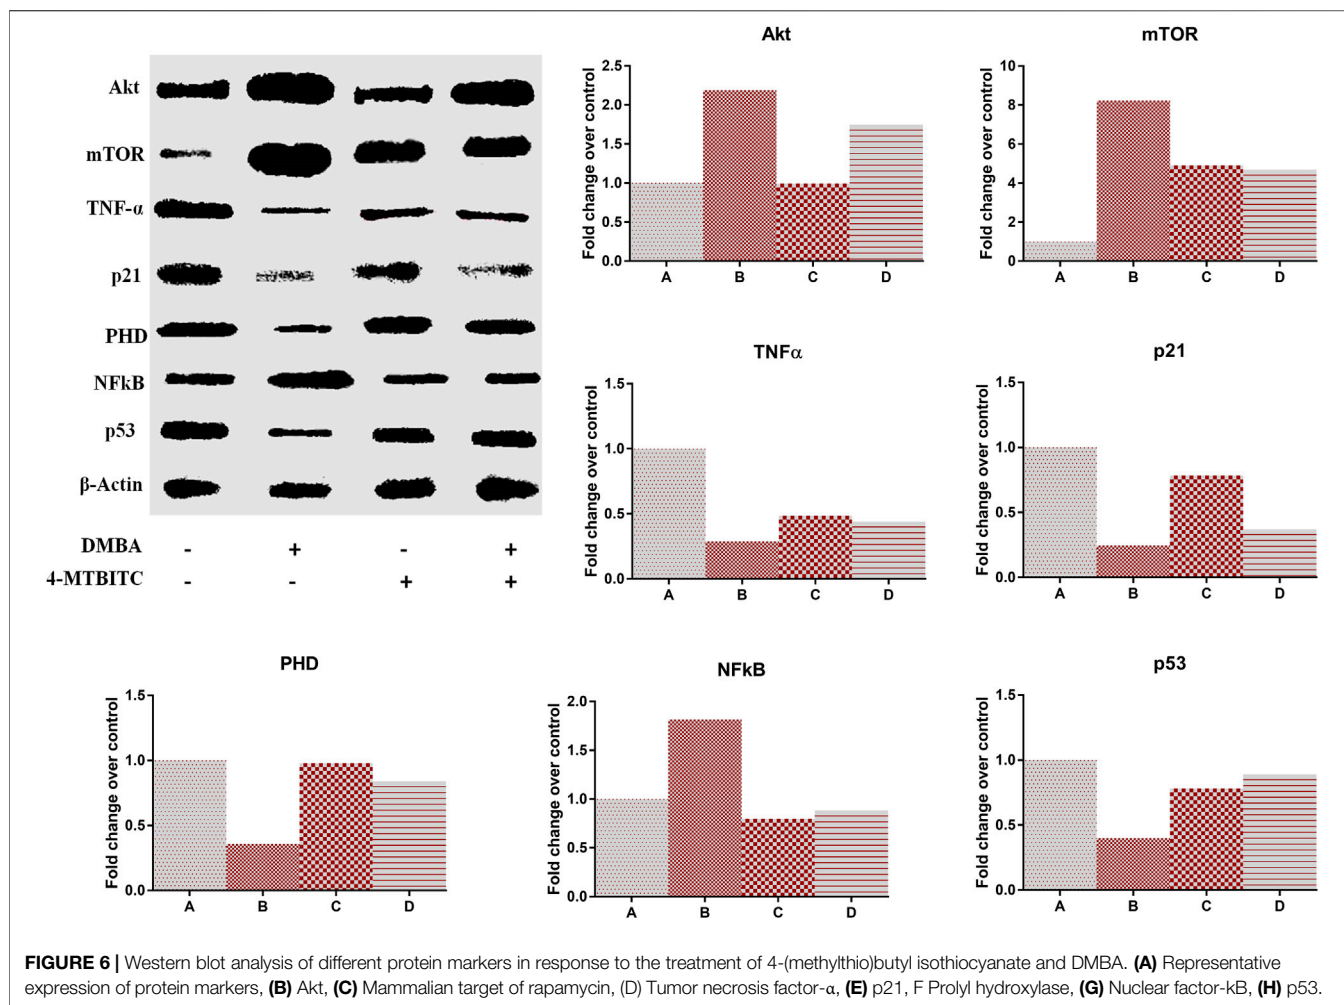 Akt
mTOR
TNF-α
p21
PHD
NFkB
p53
β-Actin
DMBA - + - +
4-MTBITC - - + +
Akt
Fold change over control
2.5
2.0
1.5
1.0
0.5
0.0
A B C D
mTOR
Fold change over control
10
8
6
4
2
0
A B C D
TNFα
Fold change over control
1.5
1.0
0.5
0.0
A B C D
p21
Fold change over control
1.5
1.0
0.5
0.0
A B C D
PHD
Fold change over control
1.5
1.0
0.5
0.0
A B C D
NFkB
Fold change over control
2.0
1.5
1.0
0.5
0.0
A B C D
p53
Fold change over control
1.5
1.0
0.5
0.0
A B C D
FIGURE 6 | Western blot analysis of different protein markers in response to the treatment of 4-(methylthio)butyl isothiocyanate and DMBA. (A) Representative
expression of protein markers, (B) Akt, (C) Mammalian target of rapamycin, (D) Tumor necrosis factor-α, (E) p21, F Prolyl hydroxylase, (G) Nuclear factor-kB, (H) p53.